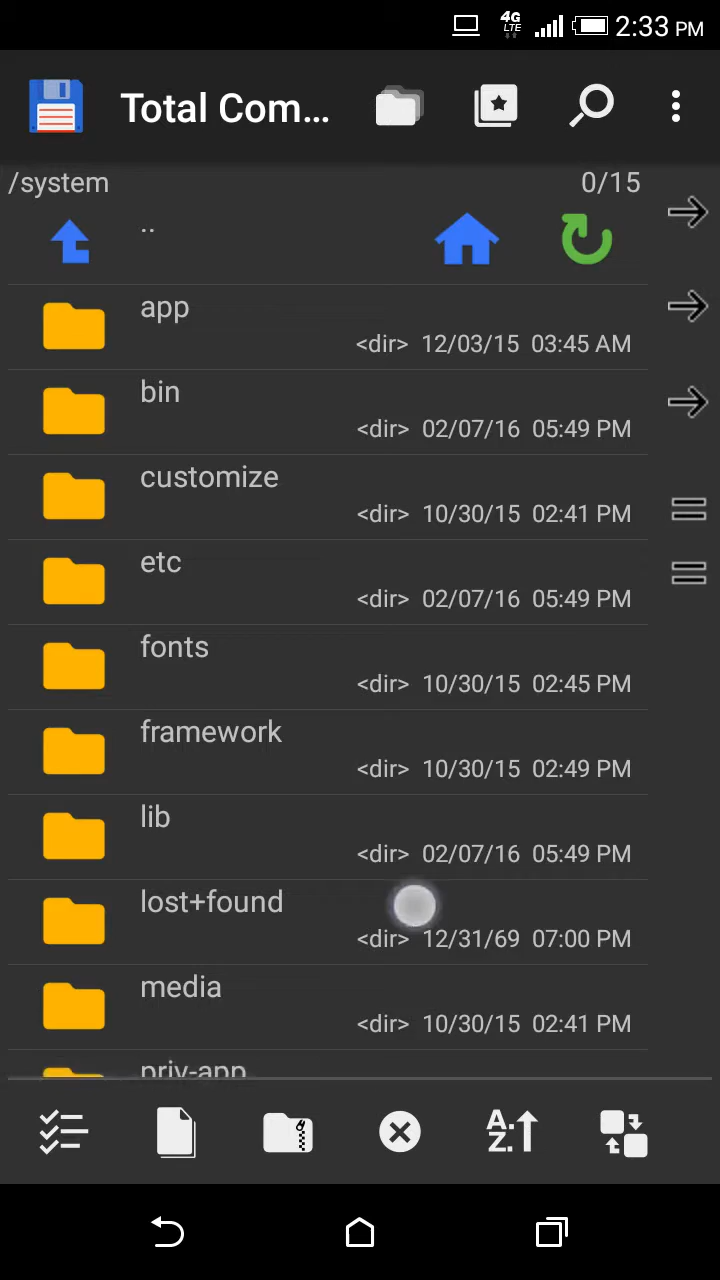 4G LTE 2:33 PM
Total Com...
/system 0/15
..
app
<dir> 12/03/15 03:45 AM
bin
<dir> 02/07/16 05:49 PM
customize
<dir> 10/30/15 02:41 PM
etc
<dir> 02/07/16 05:49 PM
fonts
<dir> 10/30/15 02:45 PM
framework
<dir> 10/30/15 02:49 PM
lib
<dir> 02/07/16 05:49 PM
lost+found
<dir> 12/31/69 07:00 PM
media
<dir> 10/30/15 02:41 PM
priv-app
A.
Z.